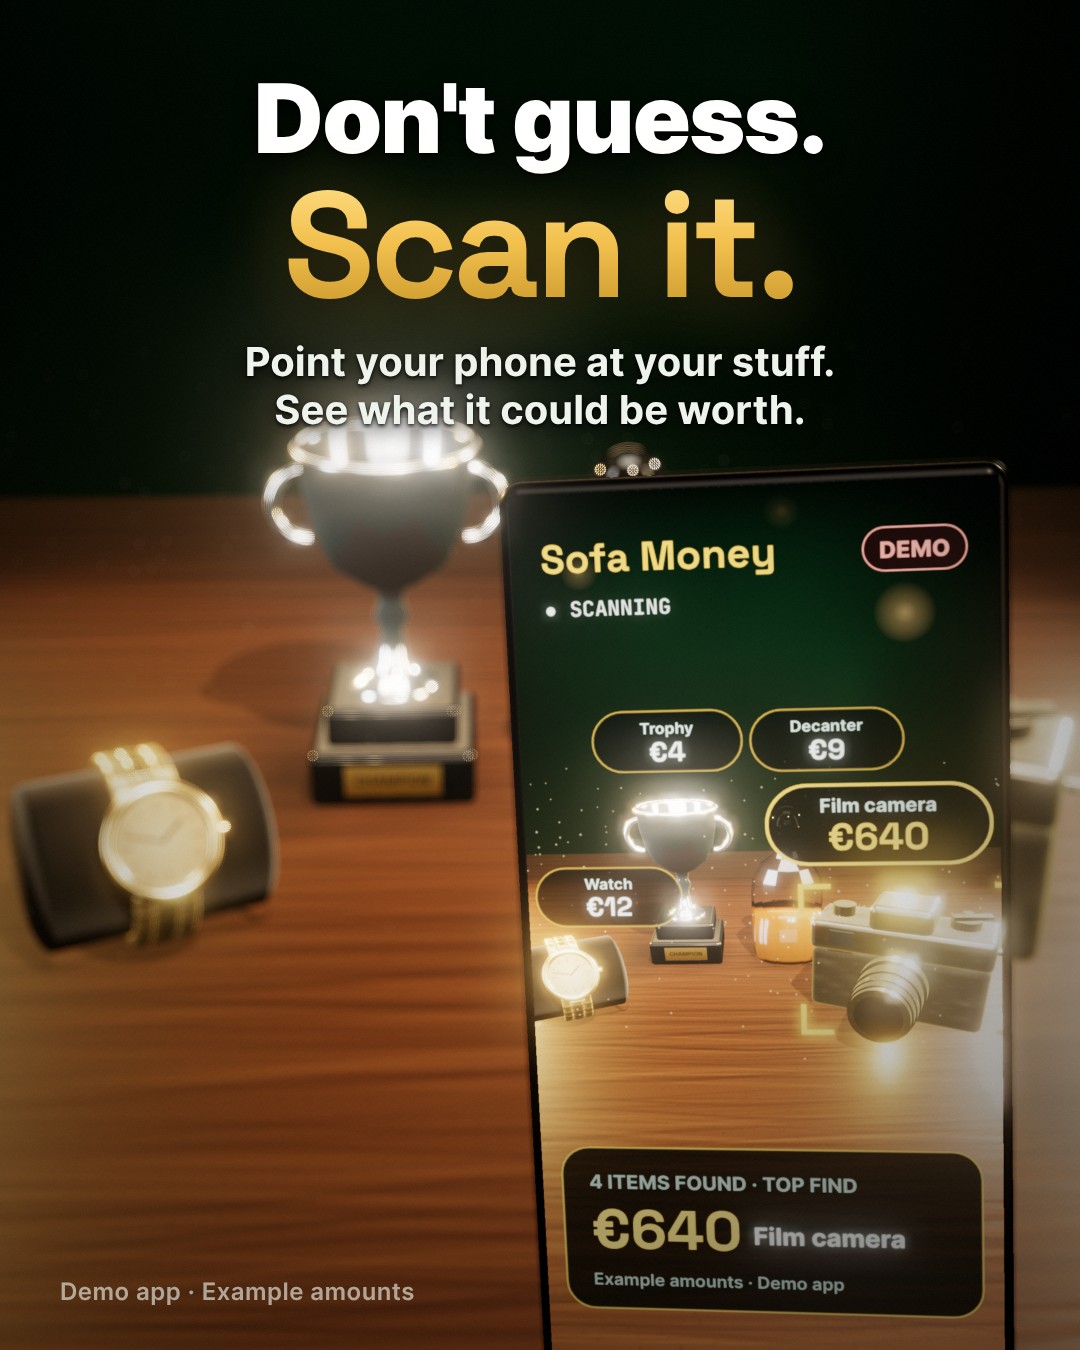 Don't guess.
Scan it.
Point your phone at your stuff.
See what it could be worth.
Sofa Money
DEMO
• SCANNING
Trophy
€4
Decanter
€9
Film camera
€640
Watch
€12
CHAMPION
CHAMPION
4 ITEMS FOUND · TOP FIND
€640 Film camera
Example amounts · Demo app
Demo app · Example amounts